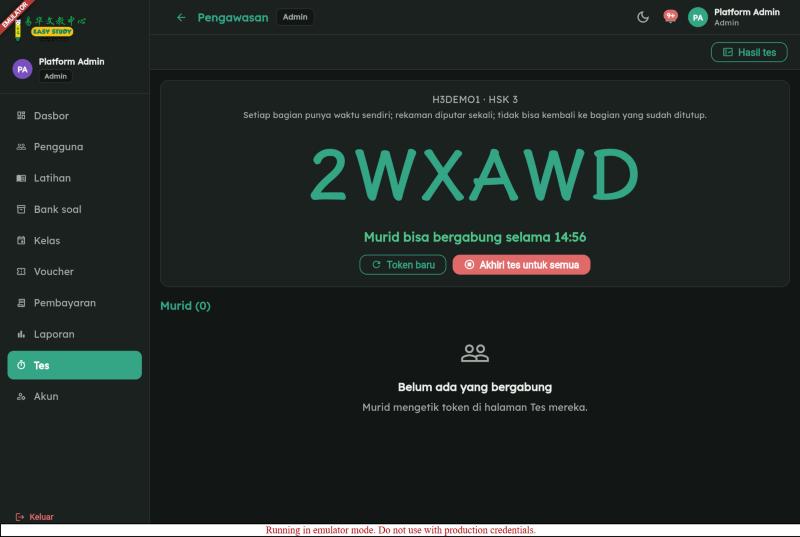 EMULATOR
易华文教中心
EASY STUDY
PA
Platform Admin
Admin
Dasbor
Pengguna
Latihan
Bank soal
Kelas
Voucher
Pembayaran
Laporan
Tes
Akun
Keluar
Pengawasan
Admin
9+
PA
Platform Admin
Admin
Hasil tes
H3DEMO1 · HSK 3
Setiap bagian punya waktu sendiri; rekaman diputar sekali; tidak bisa kembali ke bagian yang sudah ditutup.
2WXAWD
Murid bisa bergabung selama 14:56
Token baru
Akhiri tes untuk semua
Murid (0)
Belum ada yang bergabung
Murid mengetik token di halaman Tes mereka.
Running in emulator mode. Do not use with production credentials.